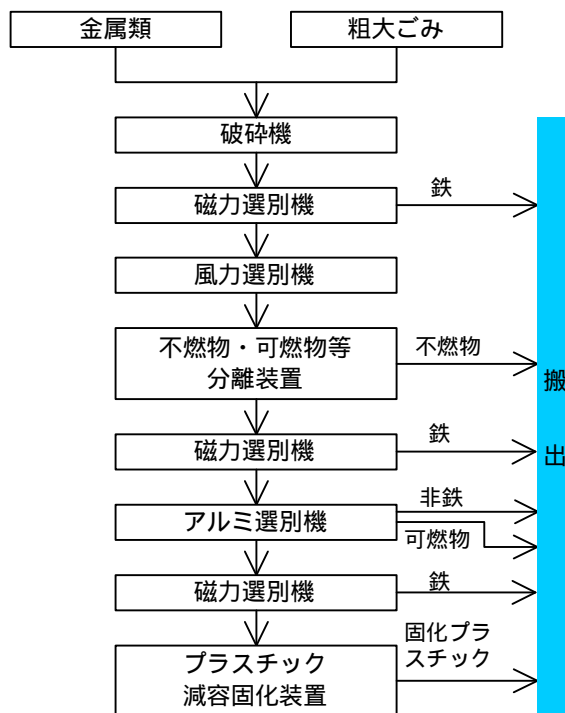 金属類
粗大ごみ
破砕機
磁力選別機
鉄
風力選別機
不燃物・可燃物等
分離装置
不燃物
搬
出
磁力選別機
鉄
アルミ選別機
非鉄
可燃物
磁力選別機
鉄
プラスチック
減容固化装置
固化プラ
スチック